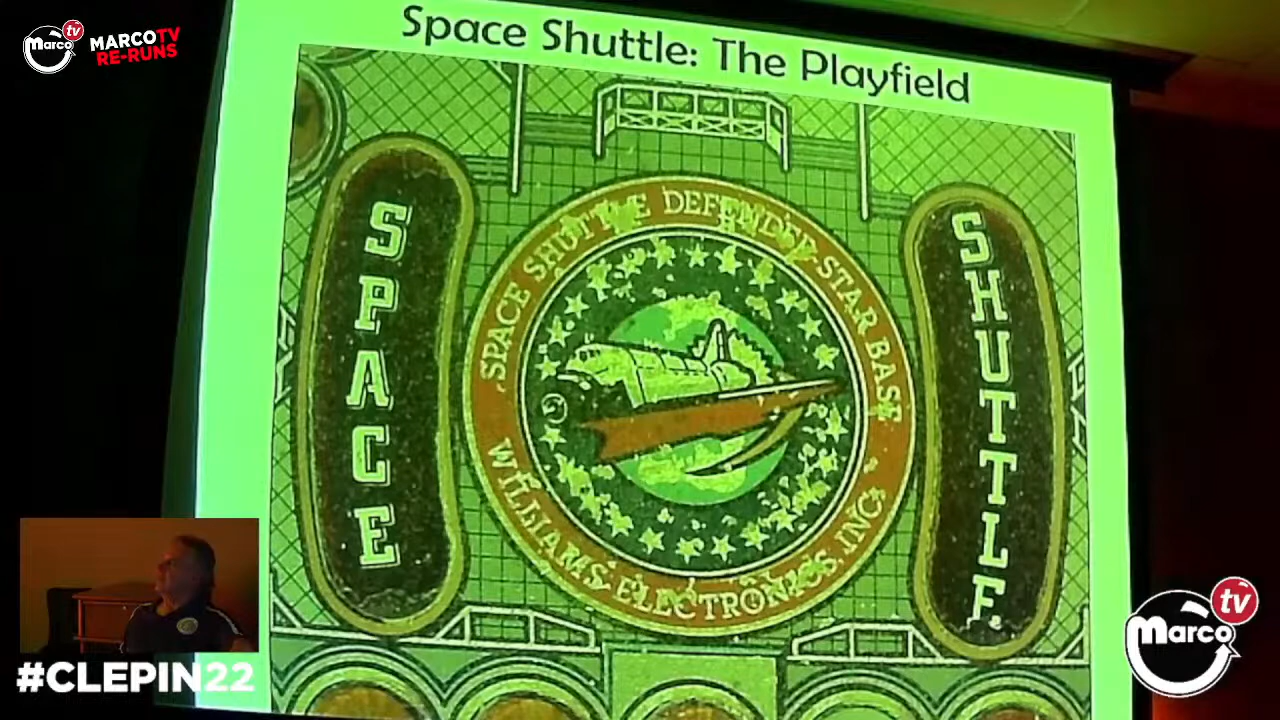 Marco tv
MARCOTV
RE-RUNS
Space Shuttle: The Playfield
SPACE
SHUTTLE
SPACE SHUTTLE DEFENDER STAR BASE
WILLIAMS ELECTRONICS, INC.
#CLEPIN22
Marco tv